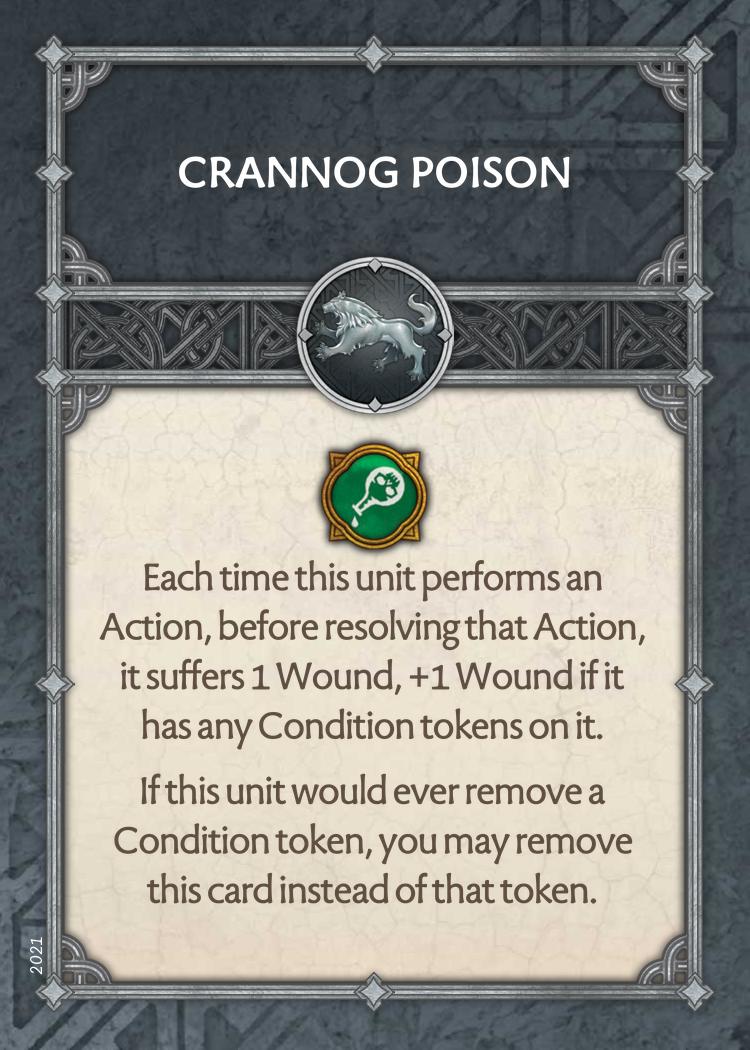 CRANNOG POISON
Each time this unit performs an
Action, before resolving that Action,
it suffers 1 Wound, +1 Wound if it
has any Condition tokens on it.
If this unit would ever remove a
Condition token, you may remove
this card instead of that token.
2021